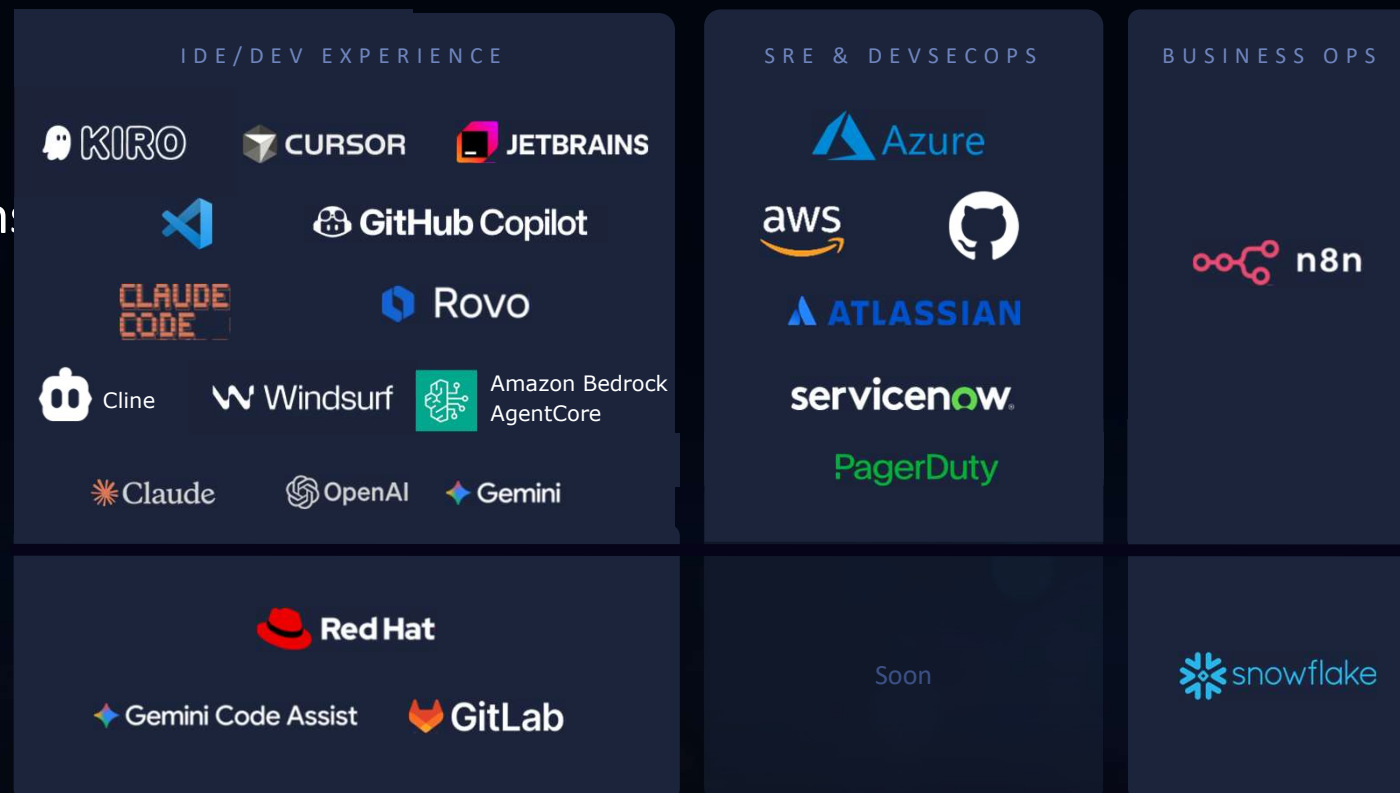 IDE/DEV EXPERIENCE
KIRO
CURSOR
JETBRAINS
GitHub Copilot
CLAUDE
CODE
Rovo
Cline
Windsurf
Amazon Bedrock
AgentCore
Claude
OpenAI
Gemini
Red Hat
Gemini Code Assist
GitLab
SRE & DEVSECOPS
Azure
aws
ATLASSIAN
servicenow
PagerDuty
Soon
BUSINESS OPS
n8n
snowflake